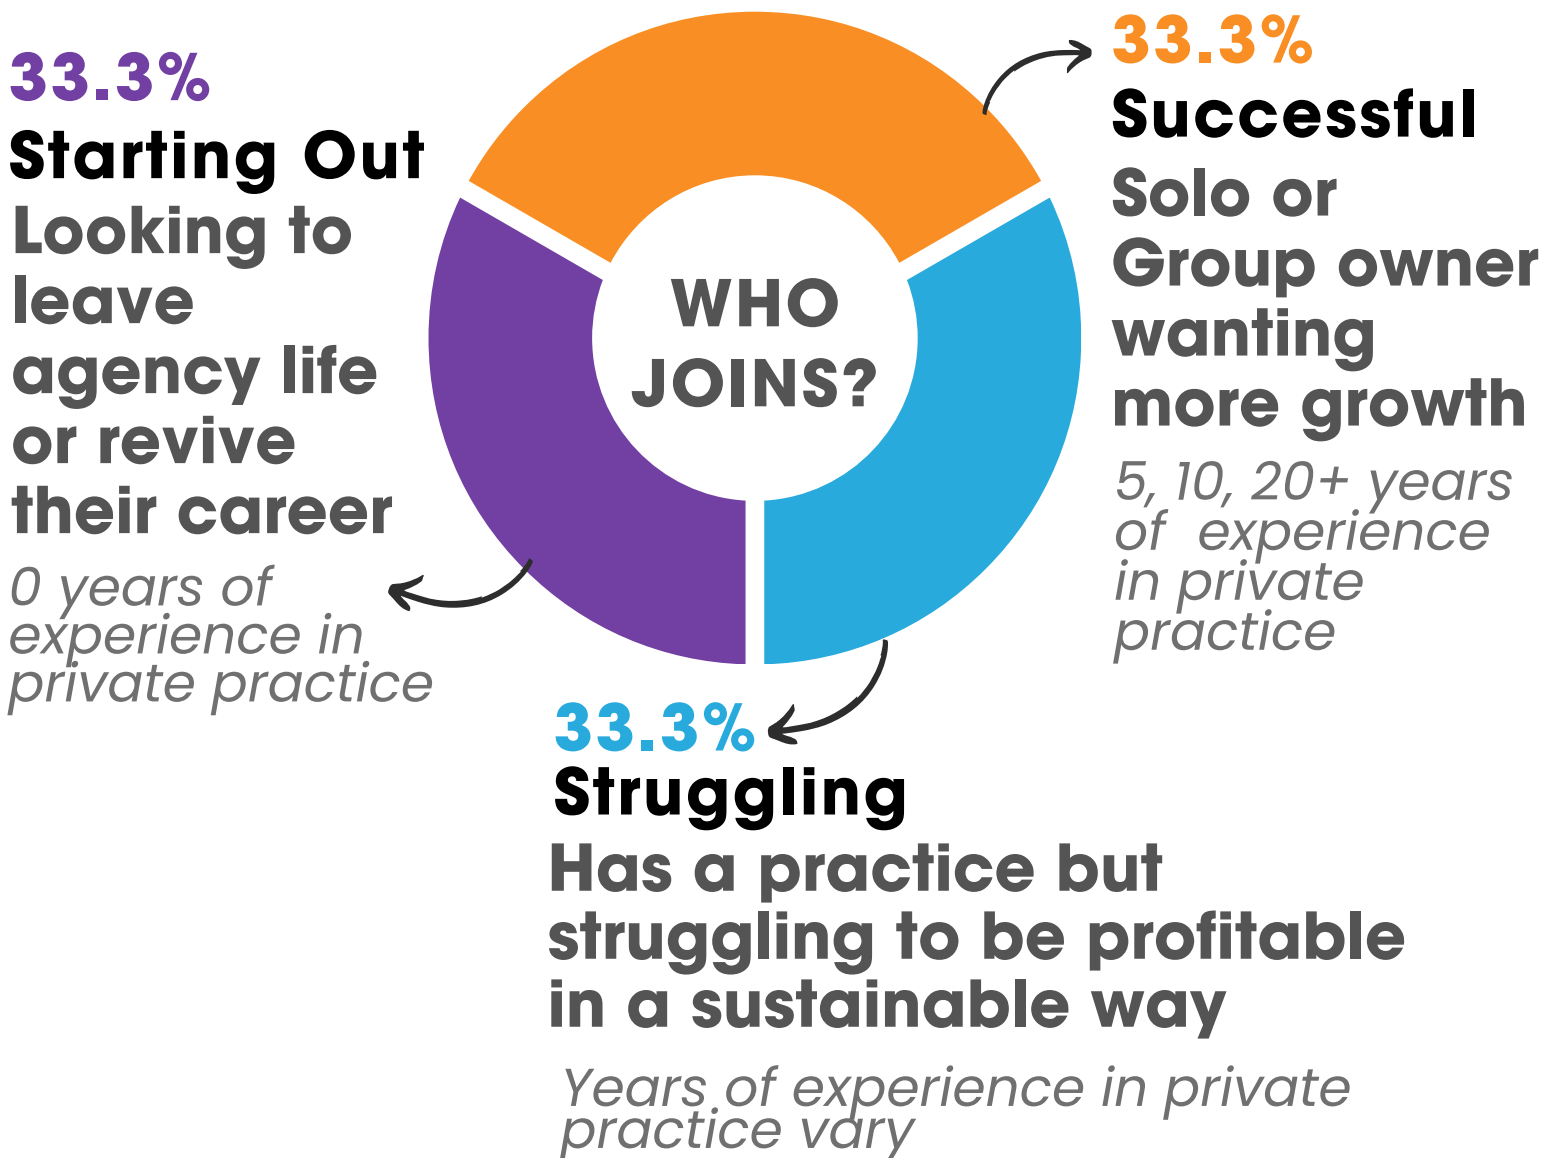 33.3%
Starting Out
Looking to
leave
agency life
or revive
their career
0 years of
experience in
private practice
WHO
JOINS?
33.3%
Successful
Solo or
Group owner
wanting
more growth
5, 10, 20+ years
of experience
in private
practice
33.3%
Struggling
Has a practice but
struggling to be profitable
in a sustainable way
Years of experience in private
practice vary